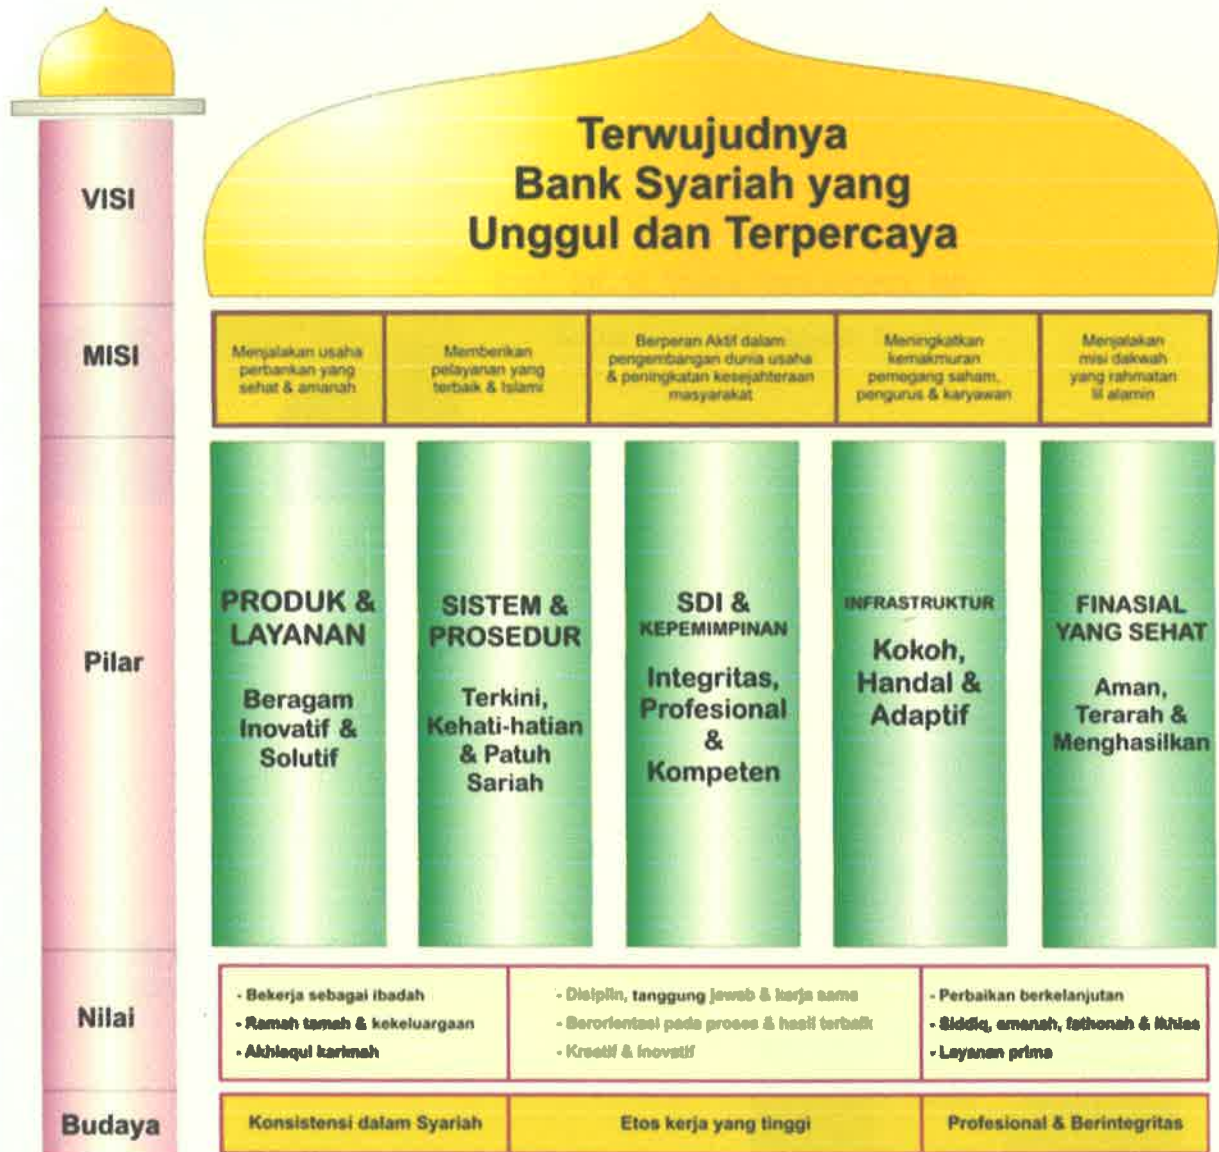 VISI
Terwujudnya
Bank Syariah yang
Unggul dan Terpercaya
MISI
Menjalakan usaha
perbankan yang
sehat & amanah
Memberikan
pelayanan yang
terbaik & Islami
Berperan Aktif dalam
pengembangan dunia usaha
& peningkatan kesejahteraan
masyarakat
Meningkatkan
kemakmuran
pemegang saham,
pengurus & karyawan
Menjalakan
misi dakwah
yang rahmatan
lil alamin
Pilar
PRODUK &
LAYANAN
Beragam
Inovatif &
Solutif
SISTEM &
PROSEDUR
Terkini,
Kehati-hatian
& Patuh
Sariah
SDI &
KEPEMIMPINAN
Integritas,
Profesional
&
Kompeten
INFRASTRUKTUR
Kokoh,
Handal &
Adaptif
FINASIAL
YANG SEHAT
Aman,
Terarah &
Menghasilkan
Nilai
- Bekerja sebagai ibadah
- Ramah tamah & kekeluargaan
- Akhlaqul karimah
- Disiplin, tanggung jawab & kerja sama
- Berorientasi pada proses & hasil terbaik
- Kreatif & inovatif
- Perbaikan berkelanjutan
- Siddiq, amanah, fathonah & ikhlas
- Layanan prima
Budaya
Konsistensi dalam Syariah
Etos kerja yang tinggi
Profesional & Berintegritas